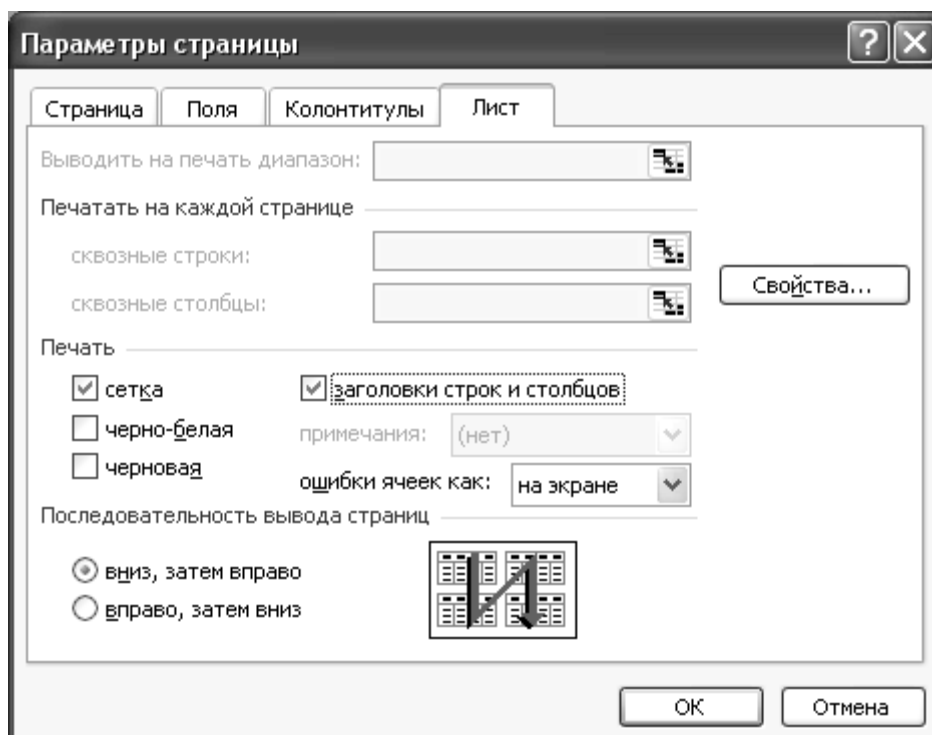 Параметры страницы
Страница Поля Колонтитулы Лист
Выводить на печать диапазон:
Печатать на каждой странице
сквозные строки:
сквозные столбцы:
Свойства...
Печать
сетка заголовки строк и столбцов
черно-белая примечания: (нет)
черновая ошибки ячеек как: на экране
Последовательность вывода страниц
вниз, затем вправо
вправо, затем вниз
ОК Отмена